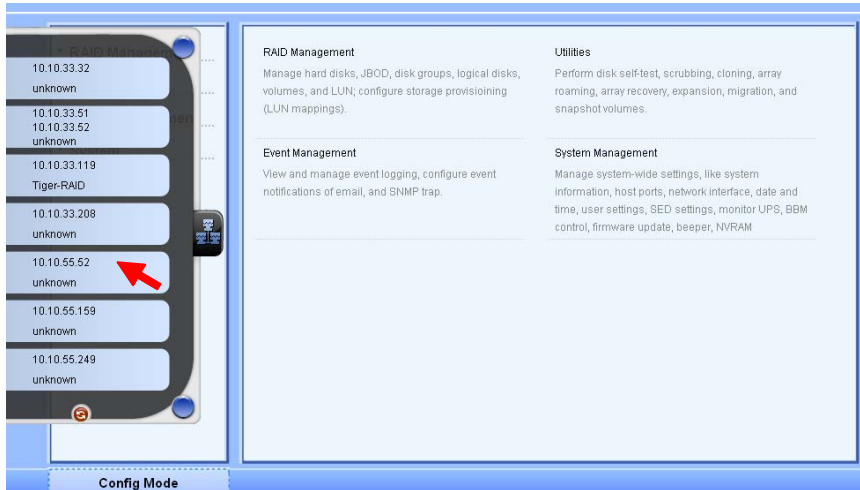 RAID Management
10.10.33.32
unknown
10.10.33.51
10.10.33.52
unknown
10.10.33.119
Tiger-RAID
10.10.33.208
unknown
10.10.55.52
unknown
10.10.55.159
unknown
10.10.55.249
unknown
RAID Management
Manage hard disks, JBOD, disk groups, logical disks,
volumes, and LUN; configure storage provisioining
(LUN mappings).
Utilities
Perform disk self-test, scrubbing, cloning, array
roaming, array recovery, expansion, migration, and
snapshot volumes.
Event Management
View and manage event logging, configure event
notifications of email, and SNMP trap.
System Management
Manage system-wide settings, like system
information, host ports, network interface, date and
time, user settings, SED settings, monitor UPS, BBM
control, firmware update, beeper, NVRAM
Config Mode